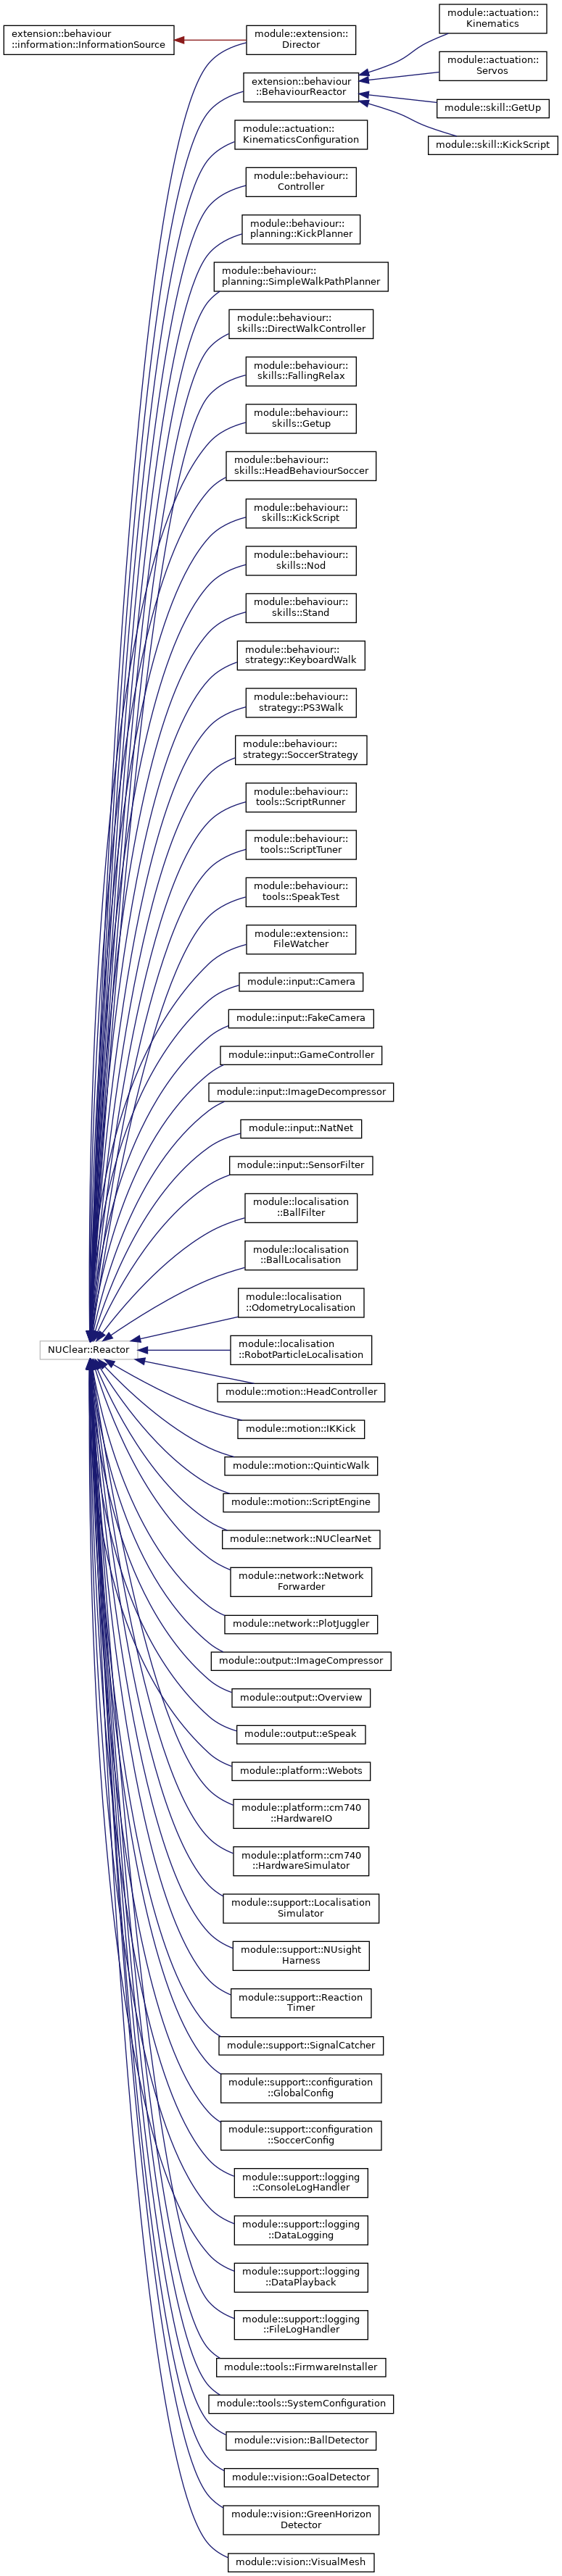 extension::behaviour
::information::InformationSource
module::extension::
Director
module::actuation::
Kinematics
extension::behaviour
::BehaviourReactor
module::actuation::
Servos
module::skill::GetUp
module::skill::KickScript
module::actuation::
KinematicsConfiguration
module::behaviour::
Controller
module::behaviour::
planning::KickPlanner
module::behaviour::
planning::SimpleWalkPathPlanner
module::behaviour::
skills::DirectWalkController
module::behaviour::
skills::FallingRelax
module::behaviour::
skills::Getup
module::behaviour::
skills::HeadBehaviourSoccer
module::behaviour::
skills::KickScript
module::behaviour::
skills::Nod
module::behaviour::
skills::Stand
module::behaviour::
strategy::KeyboardWalk
module::behaviour::
strategy::PS3Walk
module::behaviour::
strategy::SoccerStrategy
module::behaviour::
tools::ScriptRunner
module::behaviour::
tools::ScriptTuner
module::behaviour::
tools::SpeakTest
module::extension::
FileWatcher
module::input::Camera
module::input::FakeCamera
module::input::GameController
module::input::ImageDecompressor
module::input::NatNet
module::input::SensorFilter
module::localisation
::BallFilter
module::localisation
::BallLocalisation
module::localisation
::OdometryLocalisation
NUClear::Reactor
module::localisation
::RobotParticleLocalisation
module::motion::HeadController
module::motion::IKKick
module::motion::QuinticWalk
module::motion::ScriptEngine
module::network::NUClearNet
module::network::Network
Forwarder
module::network::PlotJuggler
module::output::ImageCompressor
module::output::Overview
module::output::eSpeak
module::platform::Webots
module::platform::cm740
::HardwareIO
module::platform::cm740
::HardwareSimulator
module::support::Localisation
Simulator
module::support::NUsight
Harness
module::support::Reaction
Timer
module::support::SignalCatcher
module::support::configuration
::GlobalConfig
module::support::configuration
::SoccerConfig
module::support::logging
::ConsoleLogHandler
module::support::logging
::DataLogging
module::support::logging
::DataPlayback
module::support::logging
::FileLogHandler
module::tools::FirmwareInstaller
module::tools::SystemConfiguration
module::vision::BallDetector
module::vision::GoalDetector
module::vision::GreenHorizon
Detector
module::vision::VisualMesh